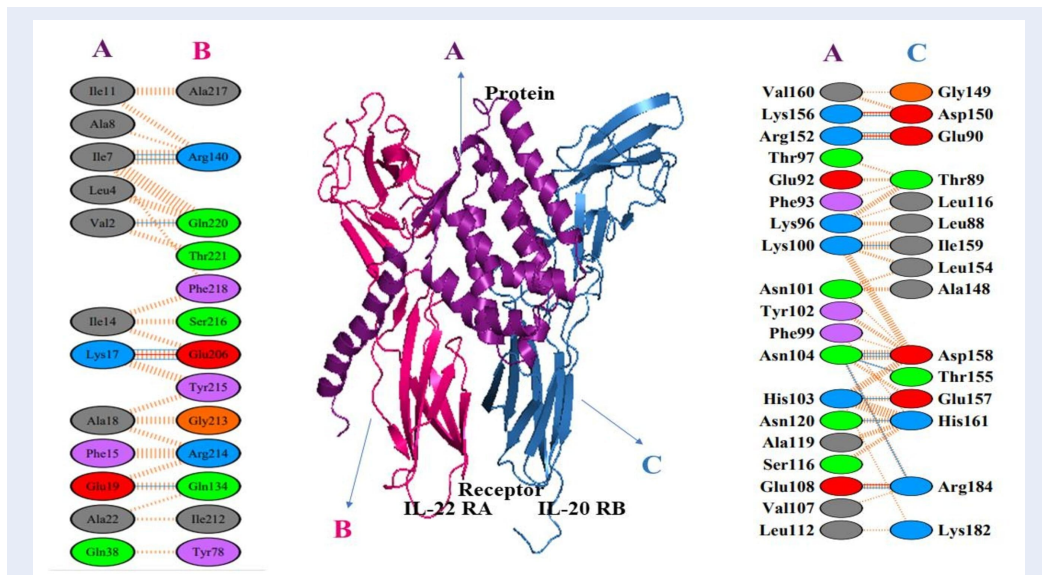 A B
Ile11 Ala217
Ala8
Ile7 Arg140
Leu4
Val2 Gln220
Thr221
Phe218
Ile14 Ser216
Lys17 Glu206
Tyr215
Ala18 Gly213
Phe15 Arg214
Glu19 Gln134
Ala22 Ile212
Gln38 Tyr78
A
Protein
Receptor
IL-22 RA IL-20 RB
B
C
A C
Val160 Gly149
Lys156 Asp150
Arg152 Glu90
Thr97
Glu92 Thr89
Phe93 Leu116
Lys96 Leu88
Lys100 Ile159
Leu154
Asn101 Ala148
Tyr102
Phe99
Asn104 Asp158
Thr155
His103 Glu157
Asn120 His161
Ala119
Ser116
Glu108 Arg184
Val107
Leu112 Lys182